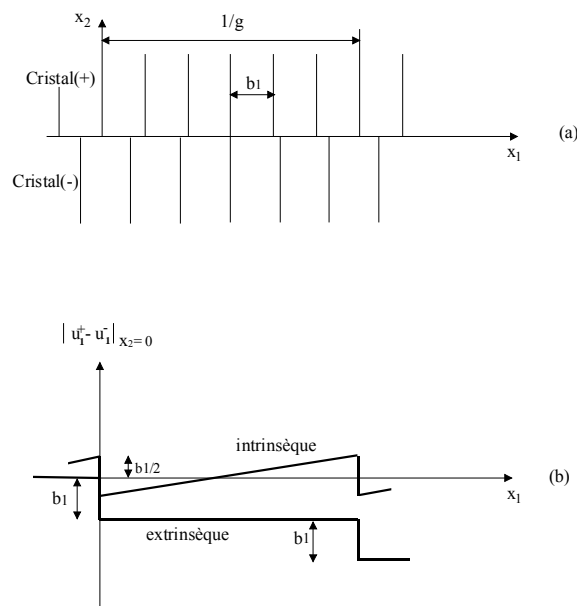 x2
1/g
Cristal(+)
b1
x1
(a)
Cristal(-)
| u1+- u1-| x2= 0
intrinsèque
b1/2
x1
(b)
b1
extrinsèque
b1